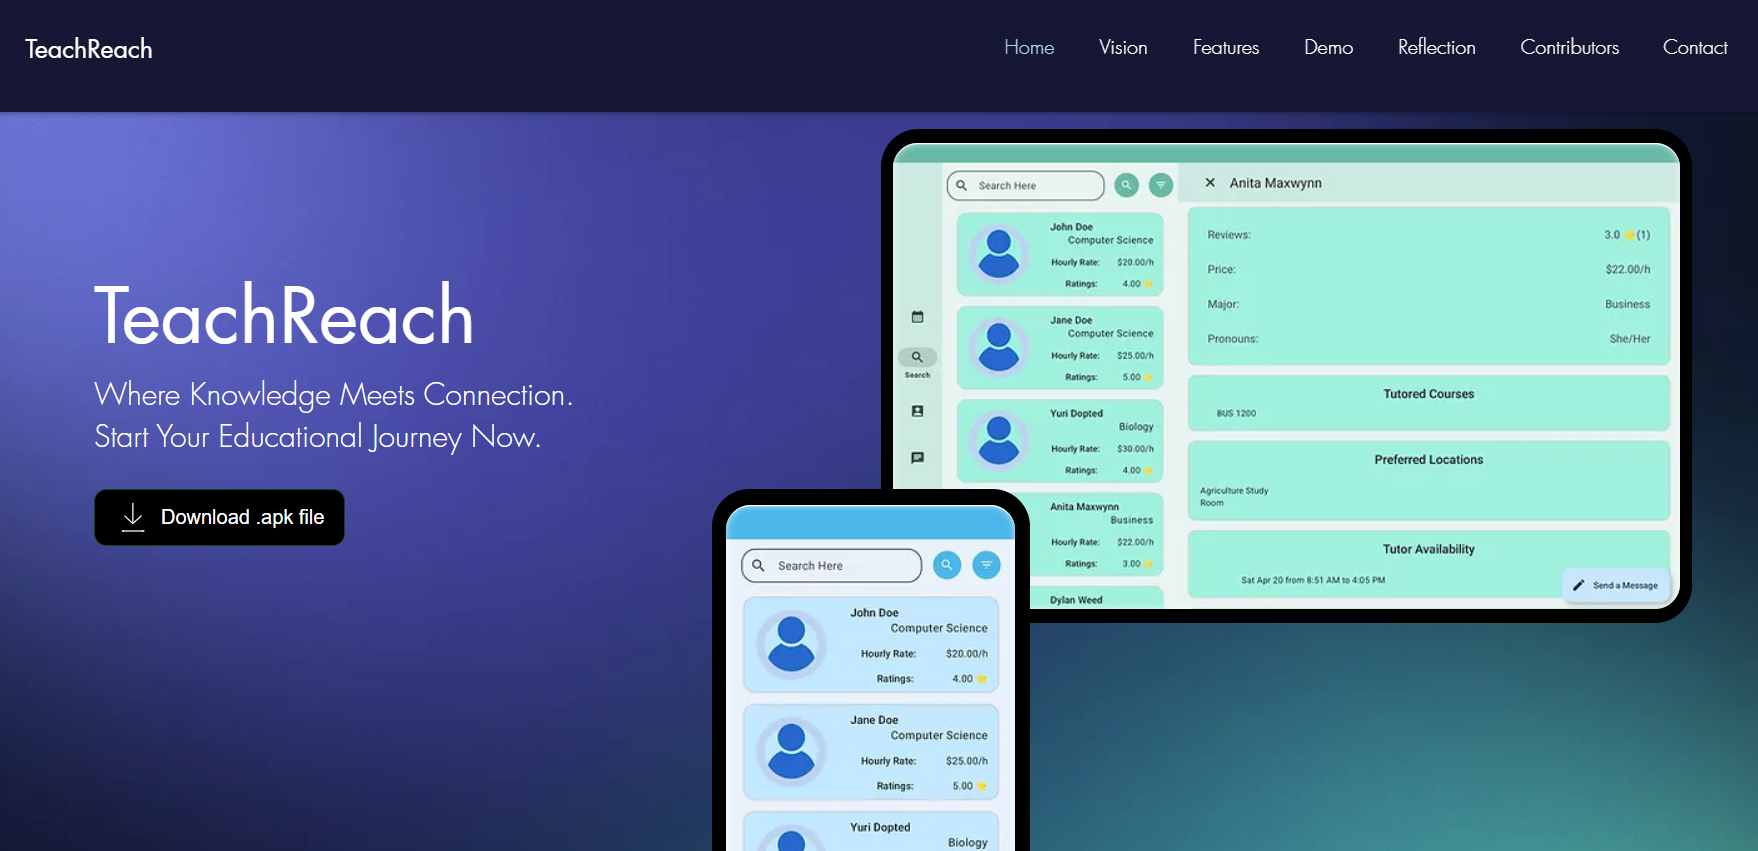 TeachReach
Home Vision Features Demo Reflection Contributors Contact
TeachReach
Where Knowledge Meets Connection.
Start Your Educational Journey Now.
Download .apk file
Search Here
John Doe
Computer Science
Hourly Rate: $20.00/h
Ratings: 4.00
Jane Doe
Computer Science
Hourly Rate: $25.00/h
Ratings: 5.00
Yuri Dopted
Biology
Hourly Rate: $30.00/h
Ratings: 4.00
Anita Maxwynn
Business
Hourly Rate: $22.00/h
Ratings: 3.00
Dylan Weed
Search
Anita Maxwynn
Reviews: 3.0 (1)
Price: $22.00/h
Major: Business
Pronouns: She/Her
Tutored Courses
BUS 1200
Preferred Locations
Agriculture Study
Room
Tutor Availability
Sat Apr 20 from 8:51 AM to 4:05 PM
Send a Message
Search Here
John Doe
Computer Science
Hourly Rate: $20.00/h
Ratings: 4.00
Jane Doe
Computer Science
Hourly Rate: $25.00/h
Ratings: 5.00
Yuri Dopted
Biology